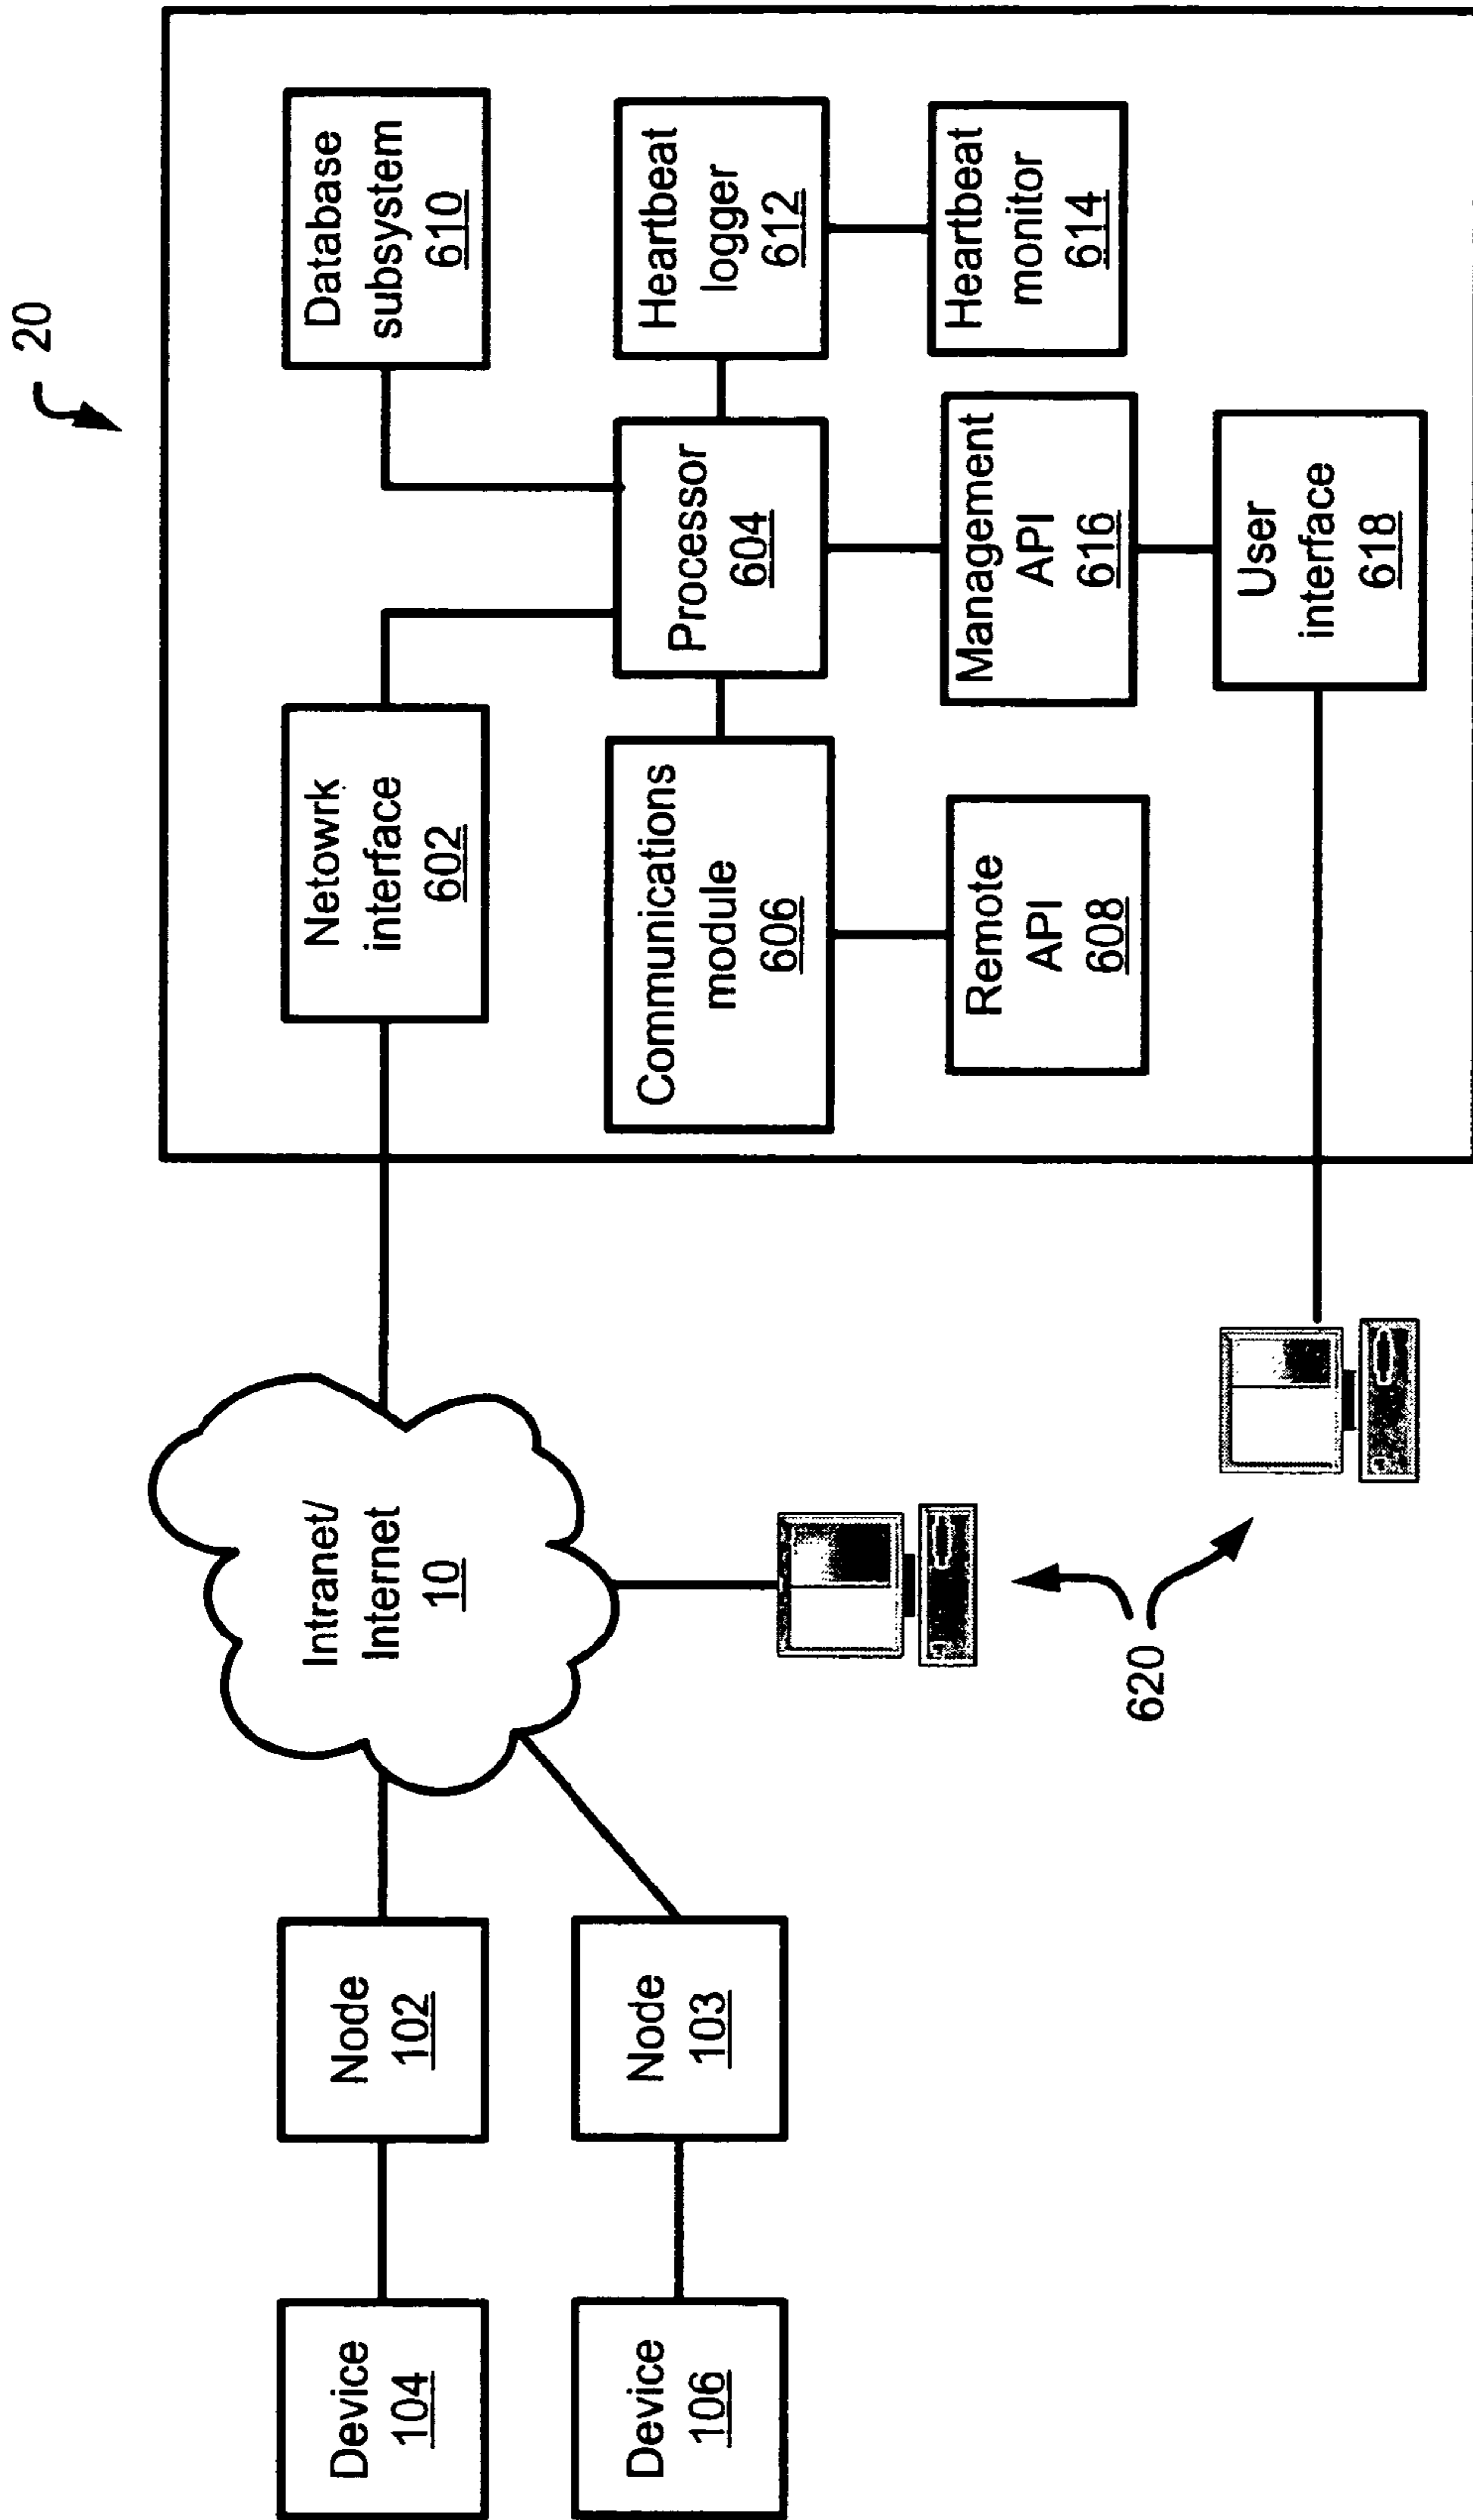 20
Database
subsystem
610
Heartbeat
logger
612
Heartbeat
monitor
614
Netowrk
interface
602
Processor
604
Communications
module
606
Management
API
616
Remote
API
608
User
interface
618
Intranet/
Internet
10
620
Node
102
Node
103
Device
104
Device
106